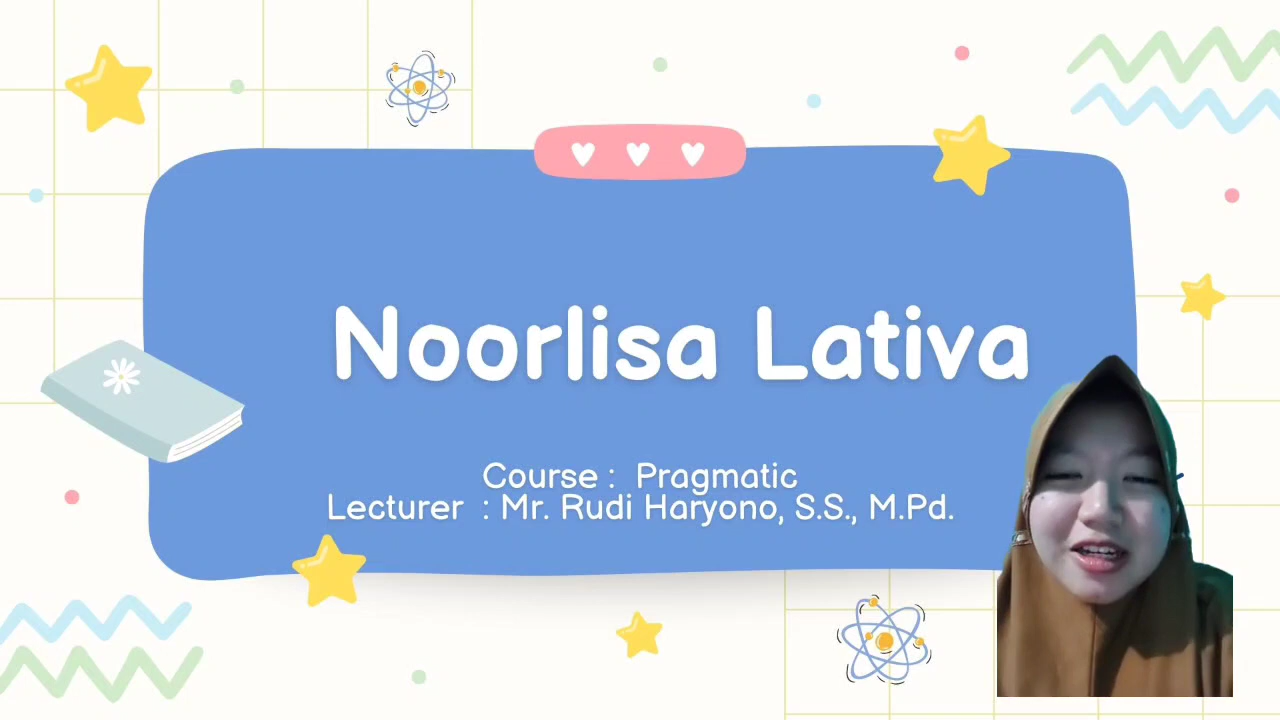 Noorlisa Lativa
Course : Pragmatic
Lecturer : Mr. Rudi Haryono, S.S., M.Pd.